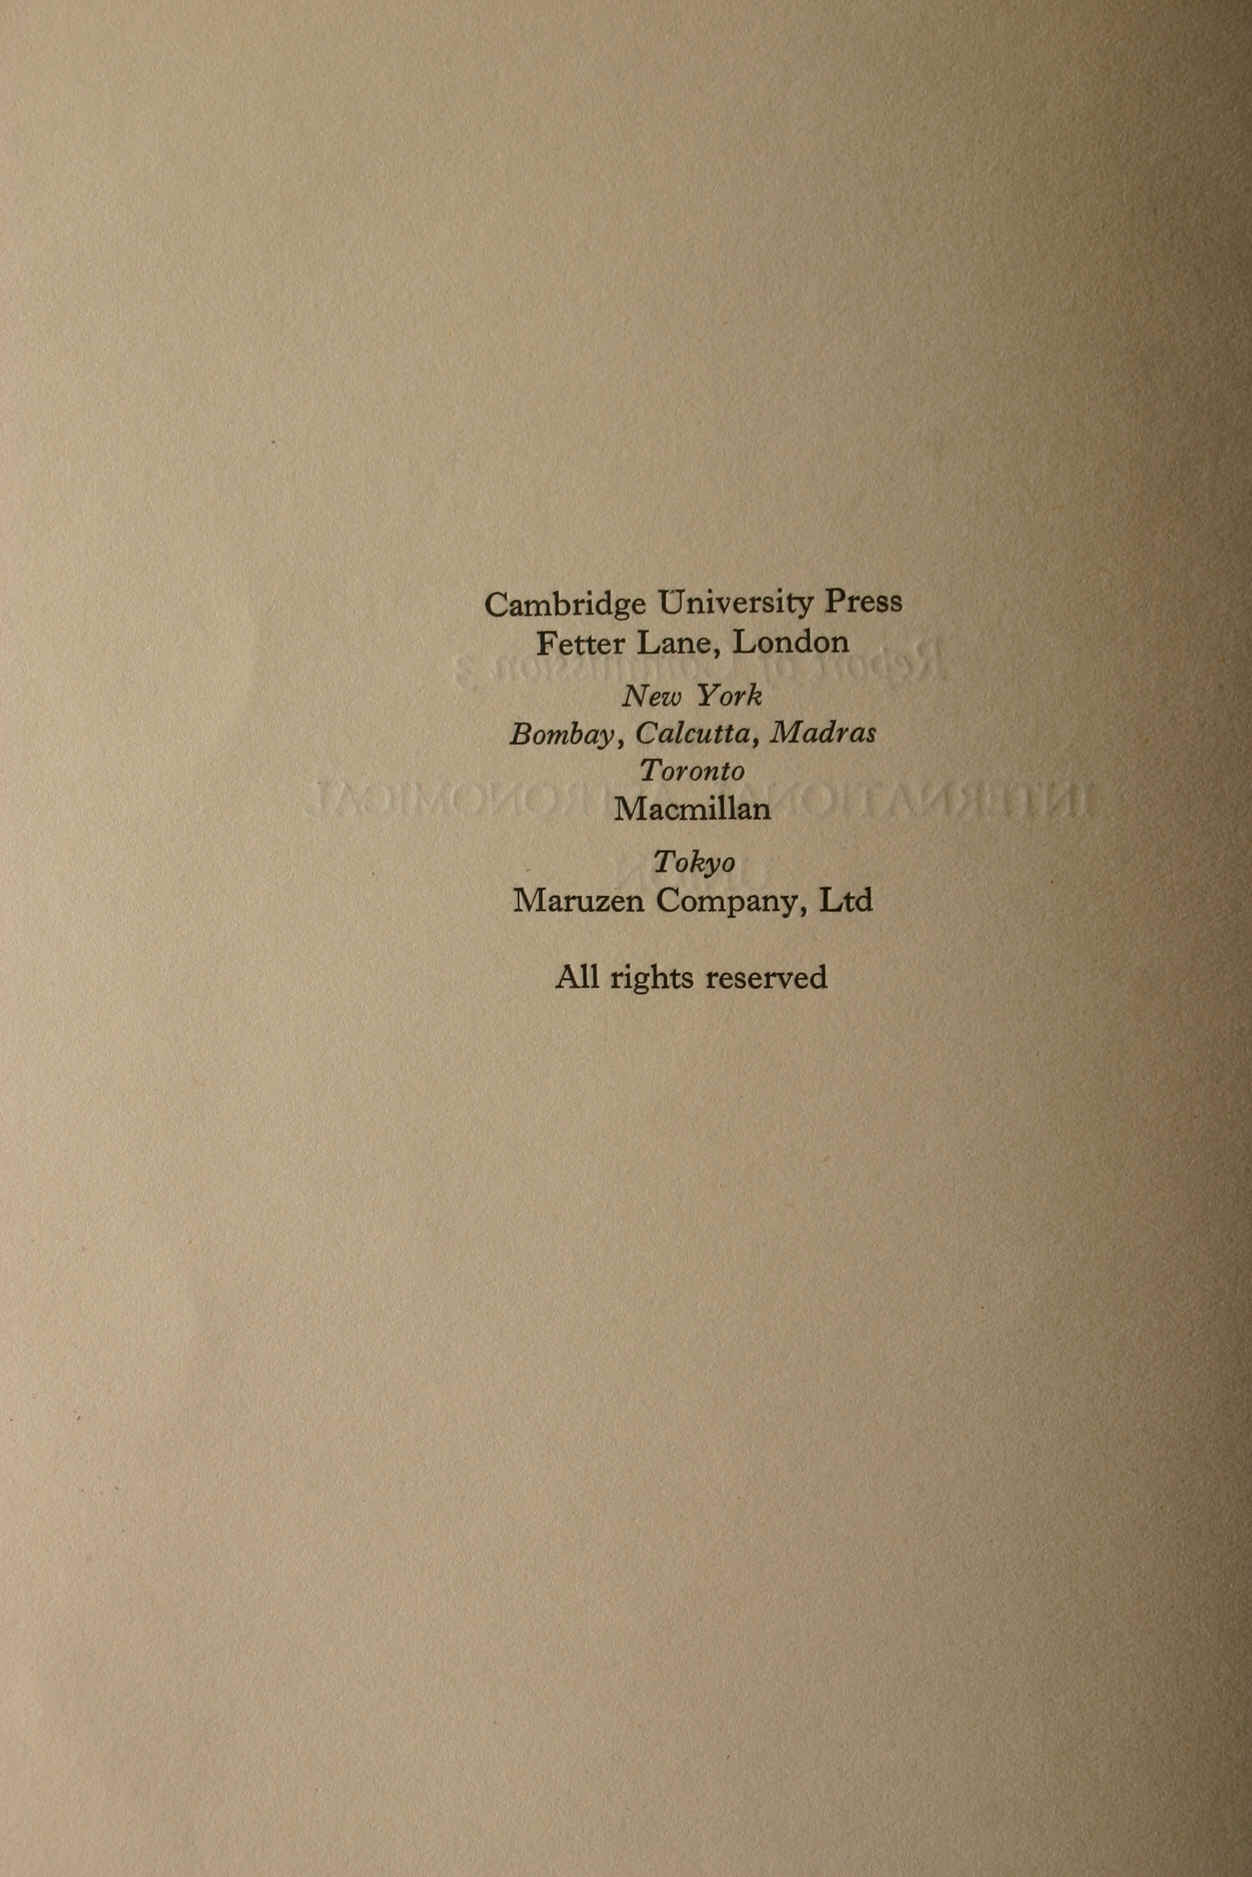 Cambridge University Press
Fetter Lane, London
New York
Bombay, Calcutta, Madras
Toronto
Macmillan
Tokyo
Maruzen Company, Ltd
All rights reserved